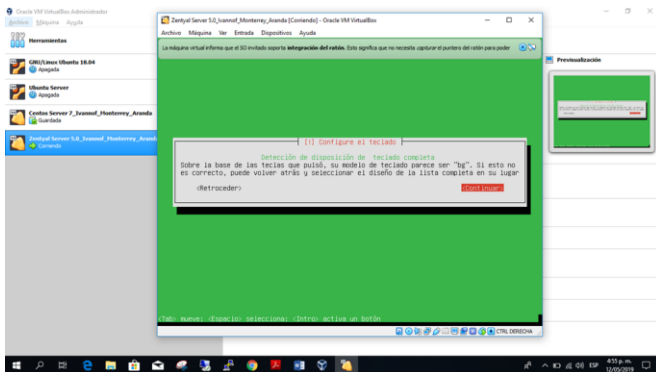 Oracle VM VirtualBox Administrador
Archivo Máquina Ayuda
Herramientas
GNU/Linux Ubuntu 18.04
Apagada
Ubuntu Server
Apagada
Centos Server 7_Ivannof_Monterrey_Aranda
Guardada
Zentyal Server 5.0_Ivannof_Monterrey_Arand
Corriendo
Zentyal Server 5.0_Ivannof_Monterrey_Aranda [Corriendo] - Oracle VM VirtualBox
Archivo Máquina Ver Entrada Dispositivos Ayuda
La máquina virtual informa que el SO invitado soporta integración del ratón. Esto significa que no necesita capturar el puntero del ratón para poder
Previsualización
[!] Configure el teclado
Detección de disposición de teclado completa
Sobre la base de las teclas que pulsó, su modelo de teclado parece ser "bg". Si esto no
es correcto, puede volver atrás y seleccionar el diseño de la lista completa en su lugar
<Retroceder>
<Continuar>
<Tab> mueve; <Espacio> selecciona; <Intro> activa un botón
CTRL DERECHA
ESP
4:55 p. m.
12/05/2019